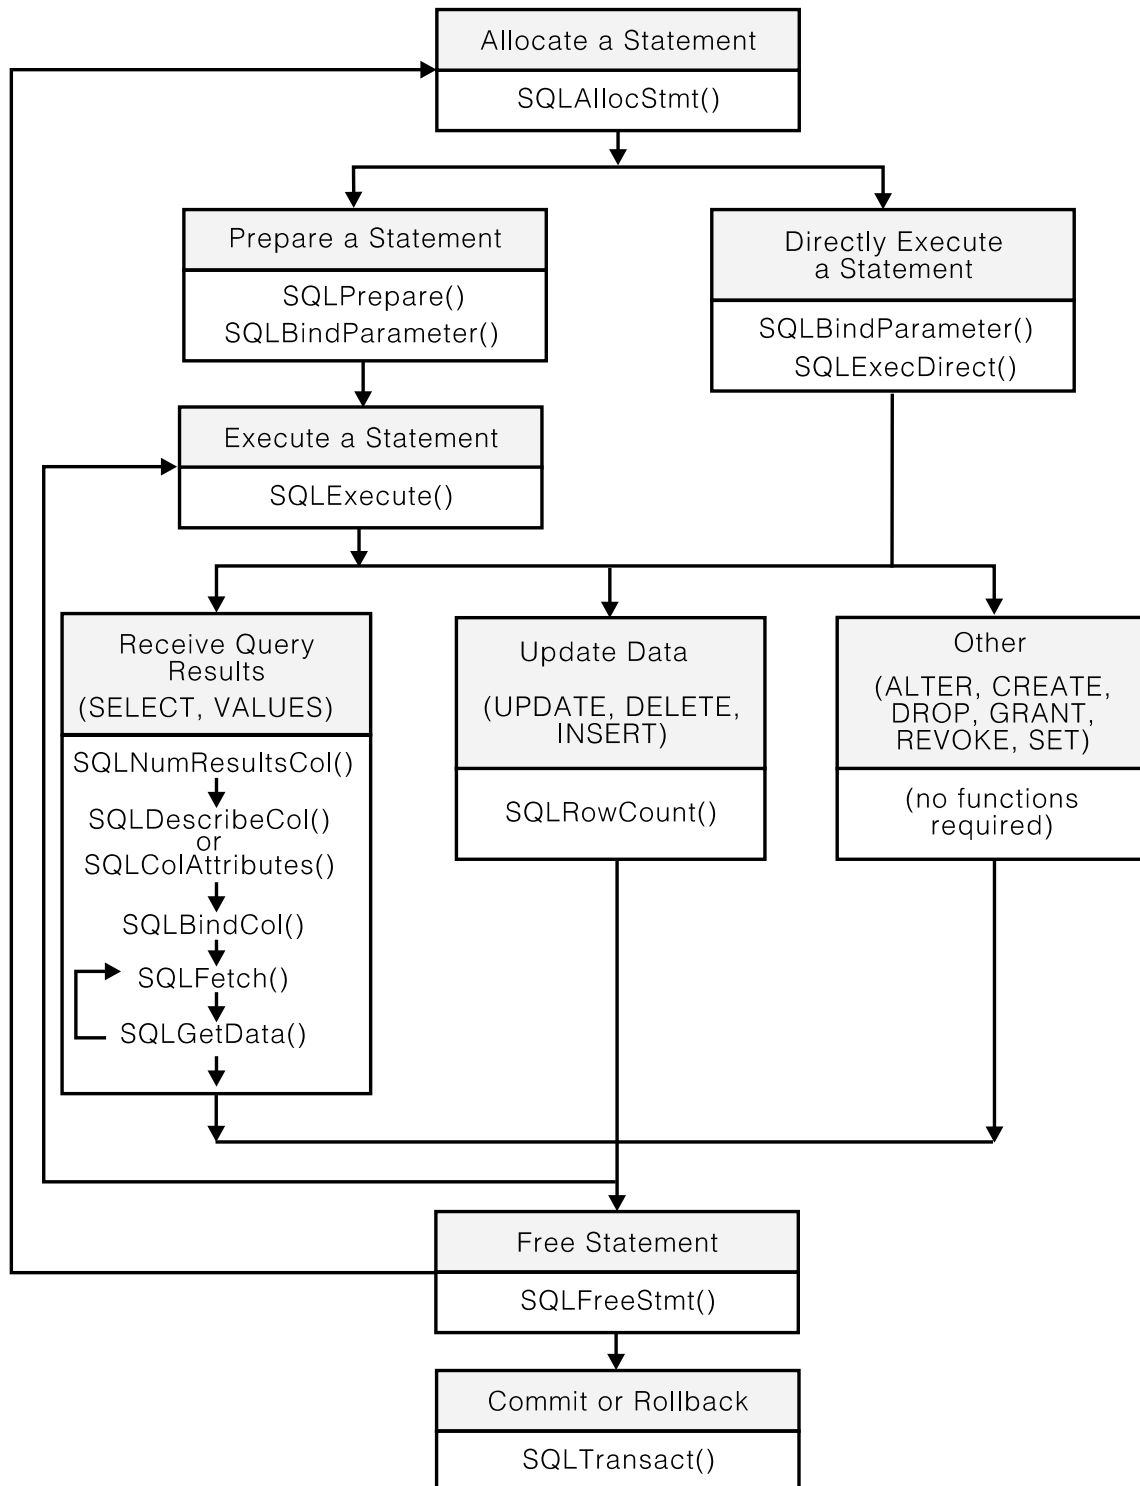 Allocate a Statement
SQLAllocStmt()
Prepare a Statement
SQLPrepare()
SQLBindParameter()
Directly Execute
a Statement
SQLBindParameter()
SQLExecDirect()
Execute a Statement
SQLExecute()
Receive Query
Results
(SELECT, VALUES)
SQLNumResultsCol()
SQLDescribeCol()
or
SQLColAttributes()
SQLBindCol()
SQLFetch()
SQLGetData()
Update Data
(UPDATE, DELETE,
INSERT)
SQLRowCount()
Other
(ALTER, CREATE,
DROP, GRANT,
REVOKE, SET)
(no functions
required)
Free Statement
SQLFreeStmt()
Commit or Rollback
SQLTransact()